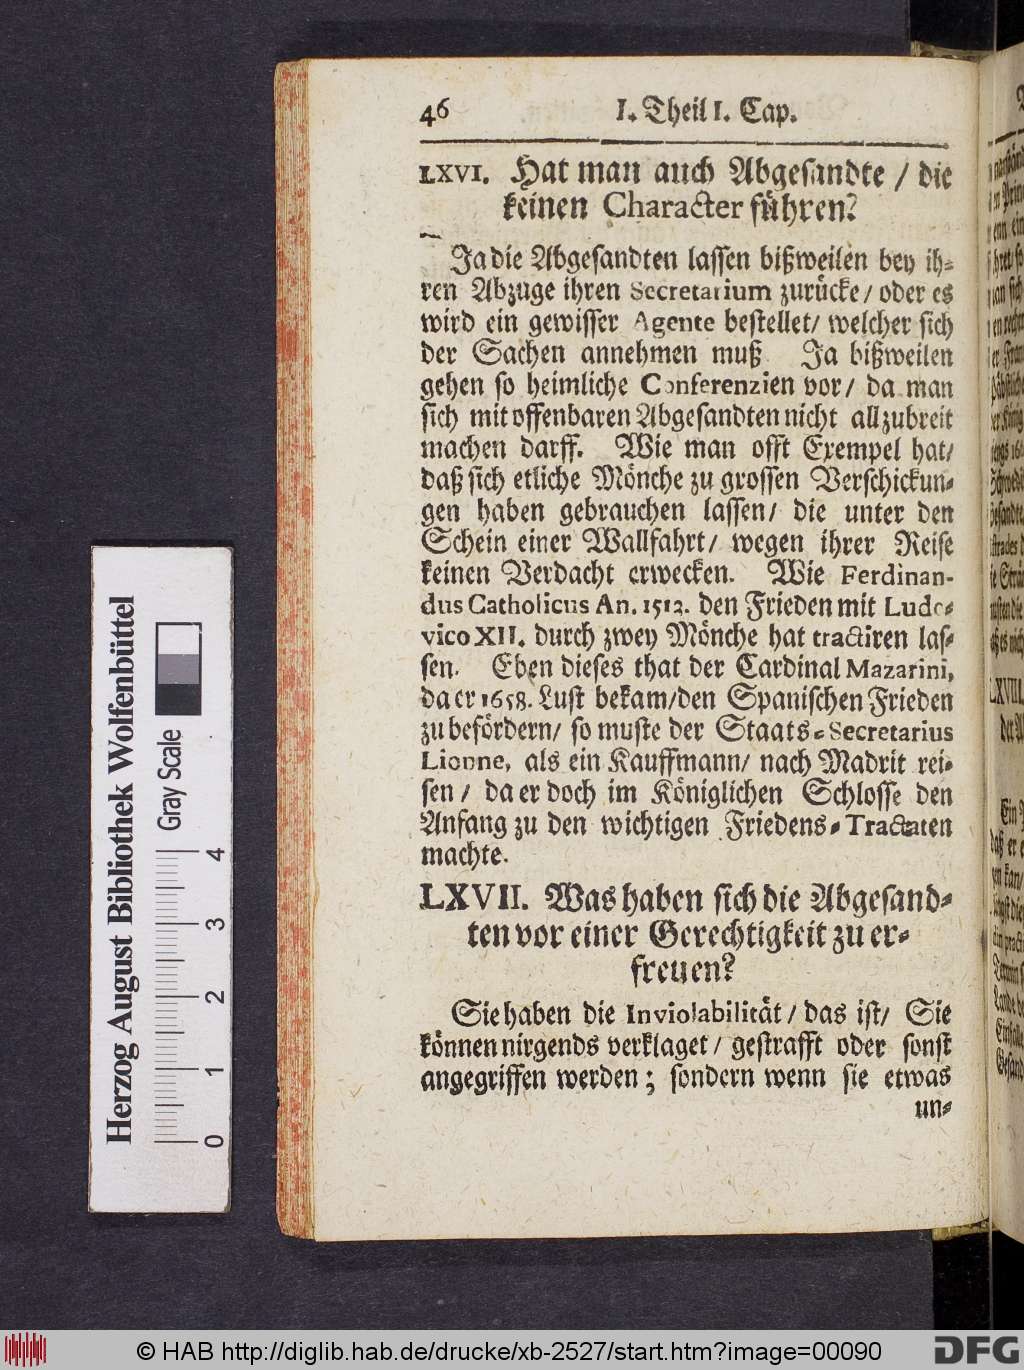 46 I. Theil I. Cap.
LXVI. Hat man auch Abgesandte / die
keinen Character führen?
Ja die Abgesandten lassen bißweilen bey ih⸗
ren Abzuge ihren Secretarium zurücke / oder es
wird ein gewisser Agente bestellet / welcher sich
der Sachen annehmen muß Ja bißweilen
gehen so heimliche Conferenzien vor / da man
sich mit offenbaren Abgesandten nicht allzubreit
machen darff. Wie man offt Exempel hat /
daß sich etliche Mönche zu grossen Verschickun⸗
gen haben gebrauchen lassen / die unter den
Schein einer Wallfahrt / wegen ihrer Reise
keinen Verdacht erwecken. Wie Ferdinan-
dus Catholicus An. 1513. den Frieden mit Ludo-
vico XII. durch zwey Mönche hat tractiren las⸗
sen. Eben dieses that der Cardinal Mazarini,
da er 1658. Lust bekam / den Spanischen Frieden
zu befördern / so muste der Staats⸗Secretarius
Lionne, als ein Kauffmann / nach Madrit rei⸗
sen / da er doch im Königlichen Schlosse den
Anfang zu den wichtigen Friedens⸗Tractaten
machte.
LXVII. Was haben sich die Abgesand⸗
ten vor einer Gerechtigkeit zu er⸗
freuen?
Sie haben die Inviolabilität / das ist / Sie
können nirgends verklaget / gestrafft oder sonst
angegriffen werden ; sondern wenn sie etwas
un⸗
Herzog August Bibliothek Wolfenbüttel
Gray Scale
0 1 2 3 4
© HAB http://diglib.hab.de/drucke/xb-2527/start.htm?image=00090
DFG